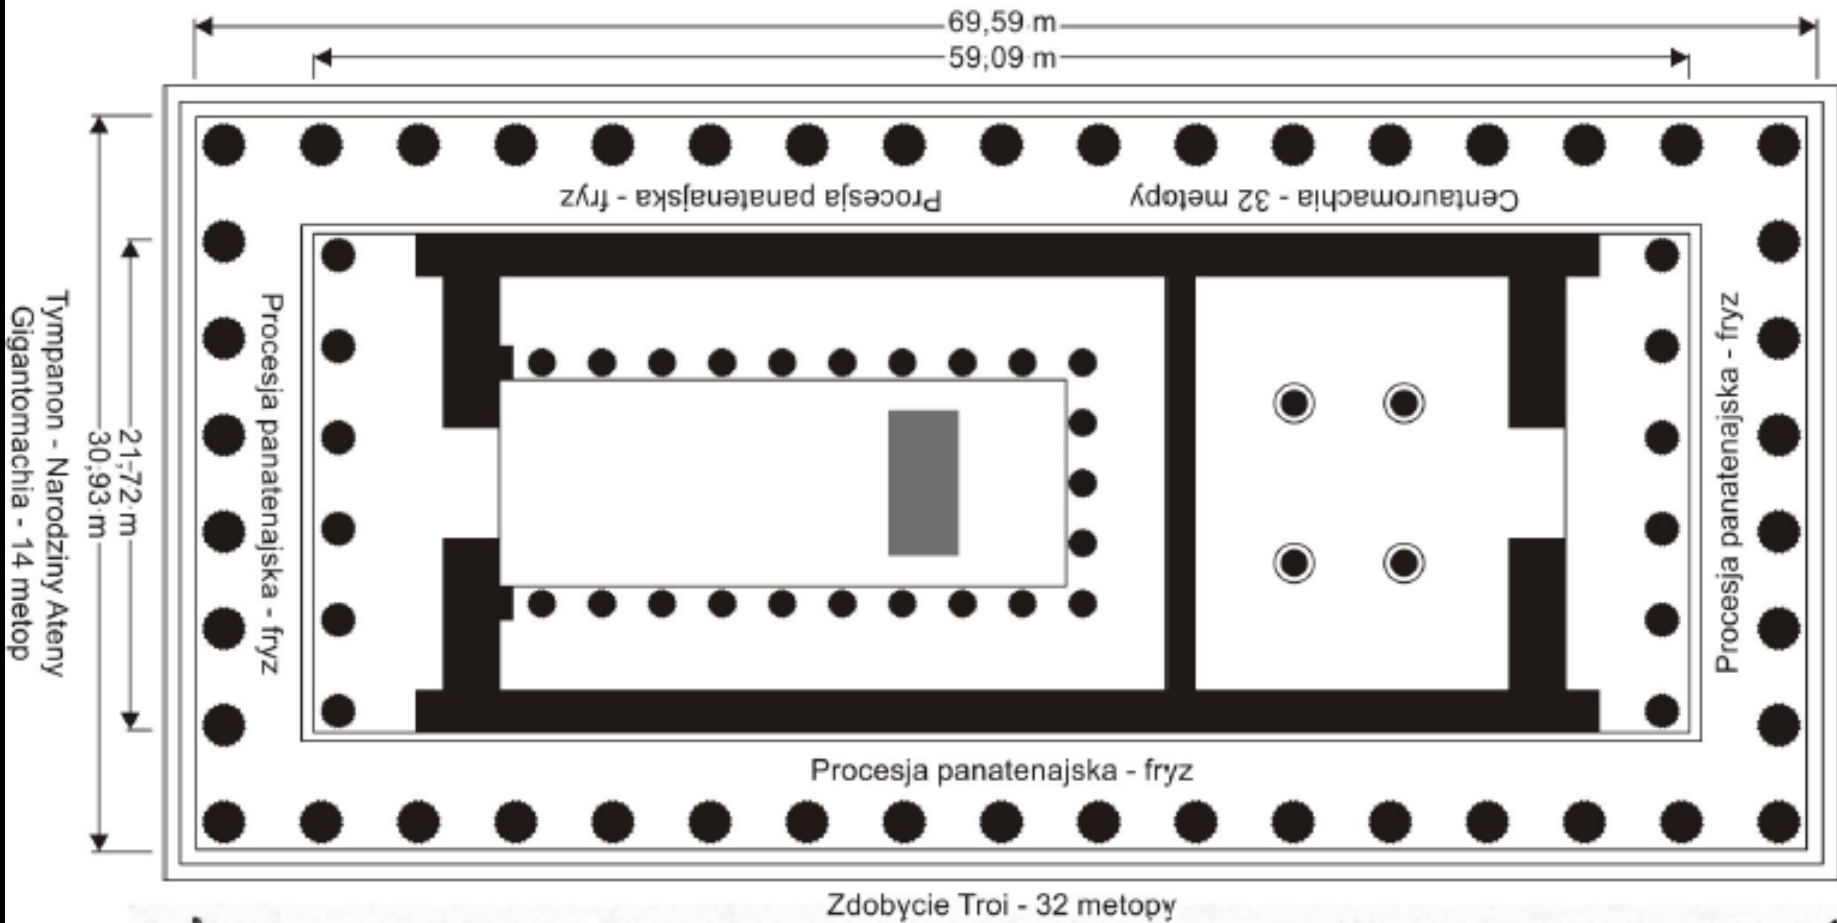 69,59 m
59,09 m
Procesja panatenajska - fryz
Centauromachia - 32 metopy
Tympanon - Narodziny Ateny
Gigantomachia - 14 metop
30,93 m
21,72 m
Procesja panatenajska - fryz
Procesja panatenajska - fryz
Procesja panatenajska - fryz
Zdobycie Troi - 32 metopy